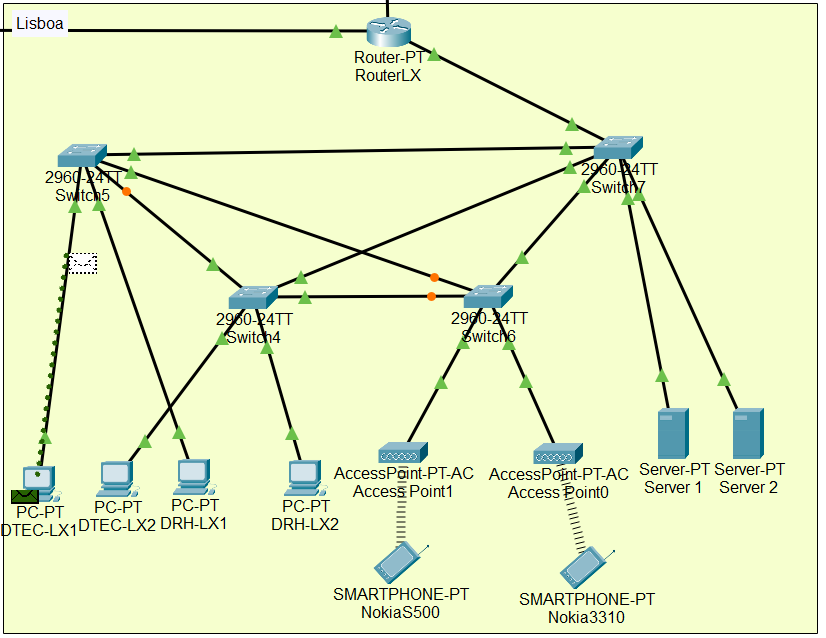 Lisboa
Router-PT
RouterLX
2960-24TT
Switch5
2960-24TT
Switch7
2960-24TT
Switch4
2960-24TT
Switch6
PC-PT
DTEC-LX1
PC-PT
DTEC-LX2
PC-PT
DRH-LX1
PC-PT
DRH-LX2
AccessPoint-PT-AC
Access Point1
AccessPoint-PT-AC
Access Point0
Server-PT
Server 1
Server-PT
Server 2
SMARTPHONE-PT
NokiaS500
SMARTPHONE-PT
Nokia3310